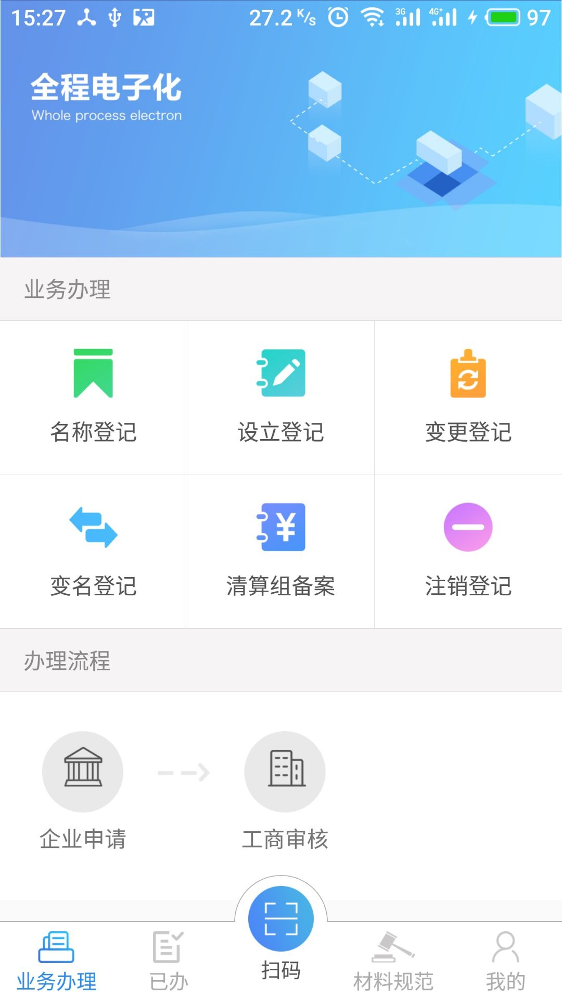 15:27 27.2 K/s 3G 4G+ 97
全程电子化
Whole process electron
业务办理
名称登记 设立登记 变更登记
变名登记 清算组备案 注销登记
办理流程
企业申请 工商审核
业务办理 已办 扫码 材料规范 我的